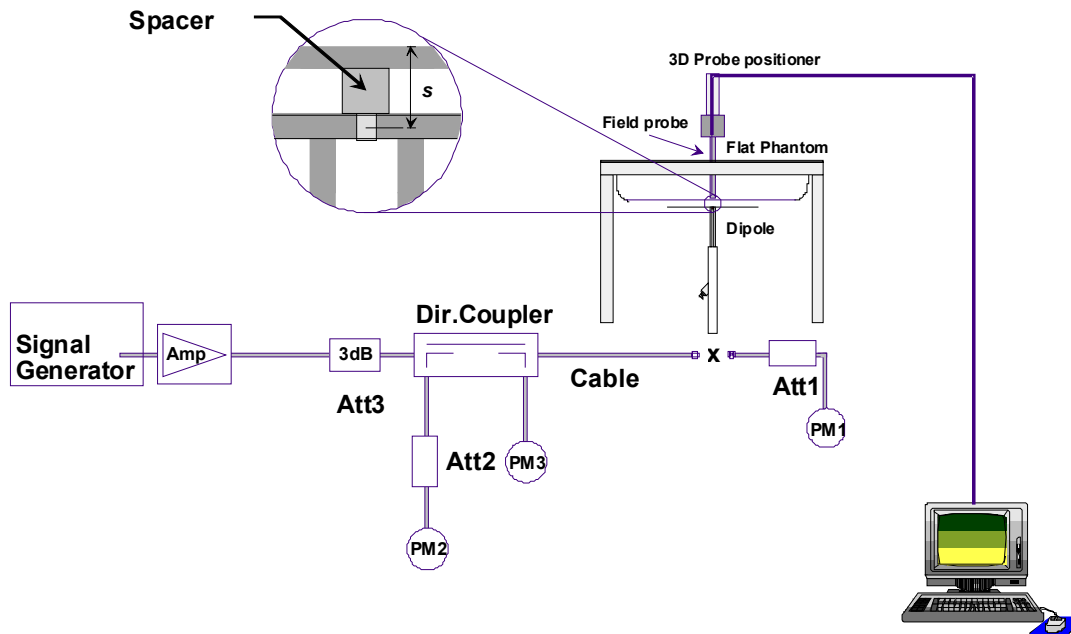 Spacer
s
3D Probe positioner
Field probe
Flat Phantom
Dipole
Signal
Generator
Amp
3dB
Att3
Dir.Coupler
Cable
x
Att1
PM1
Att2
PM3
PM2